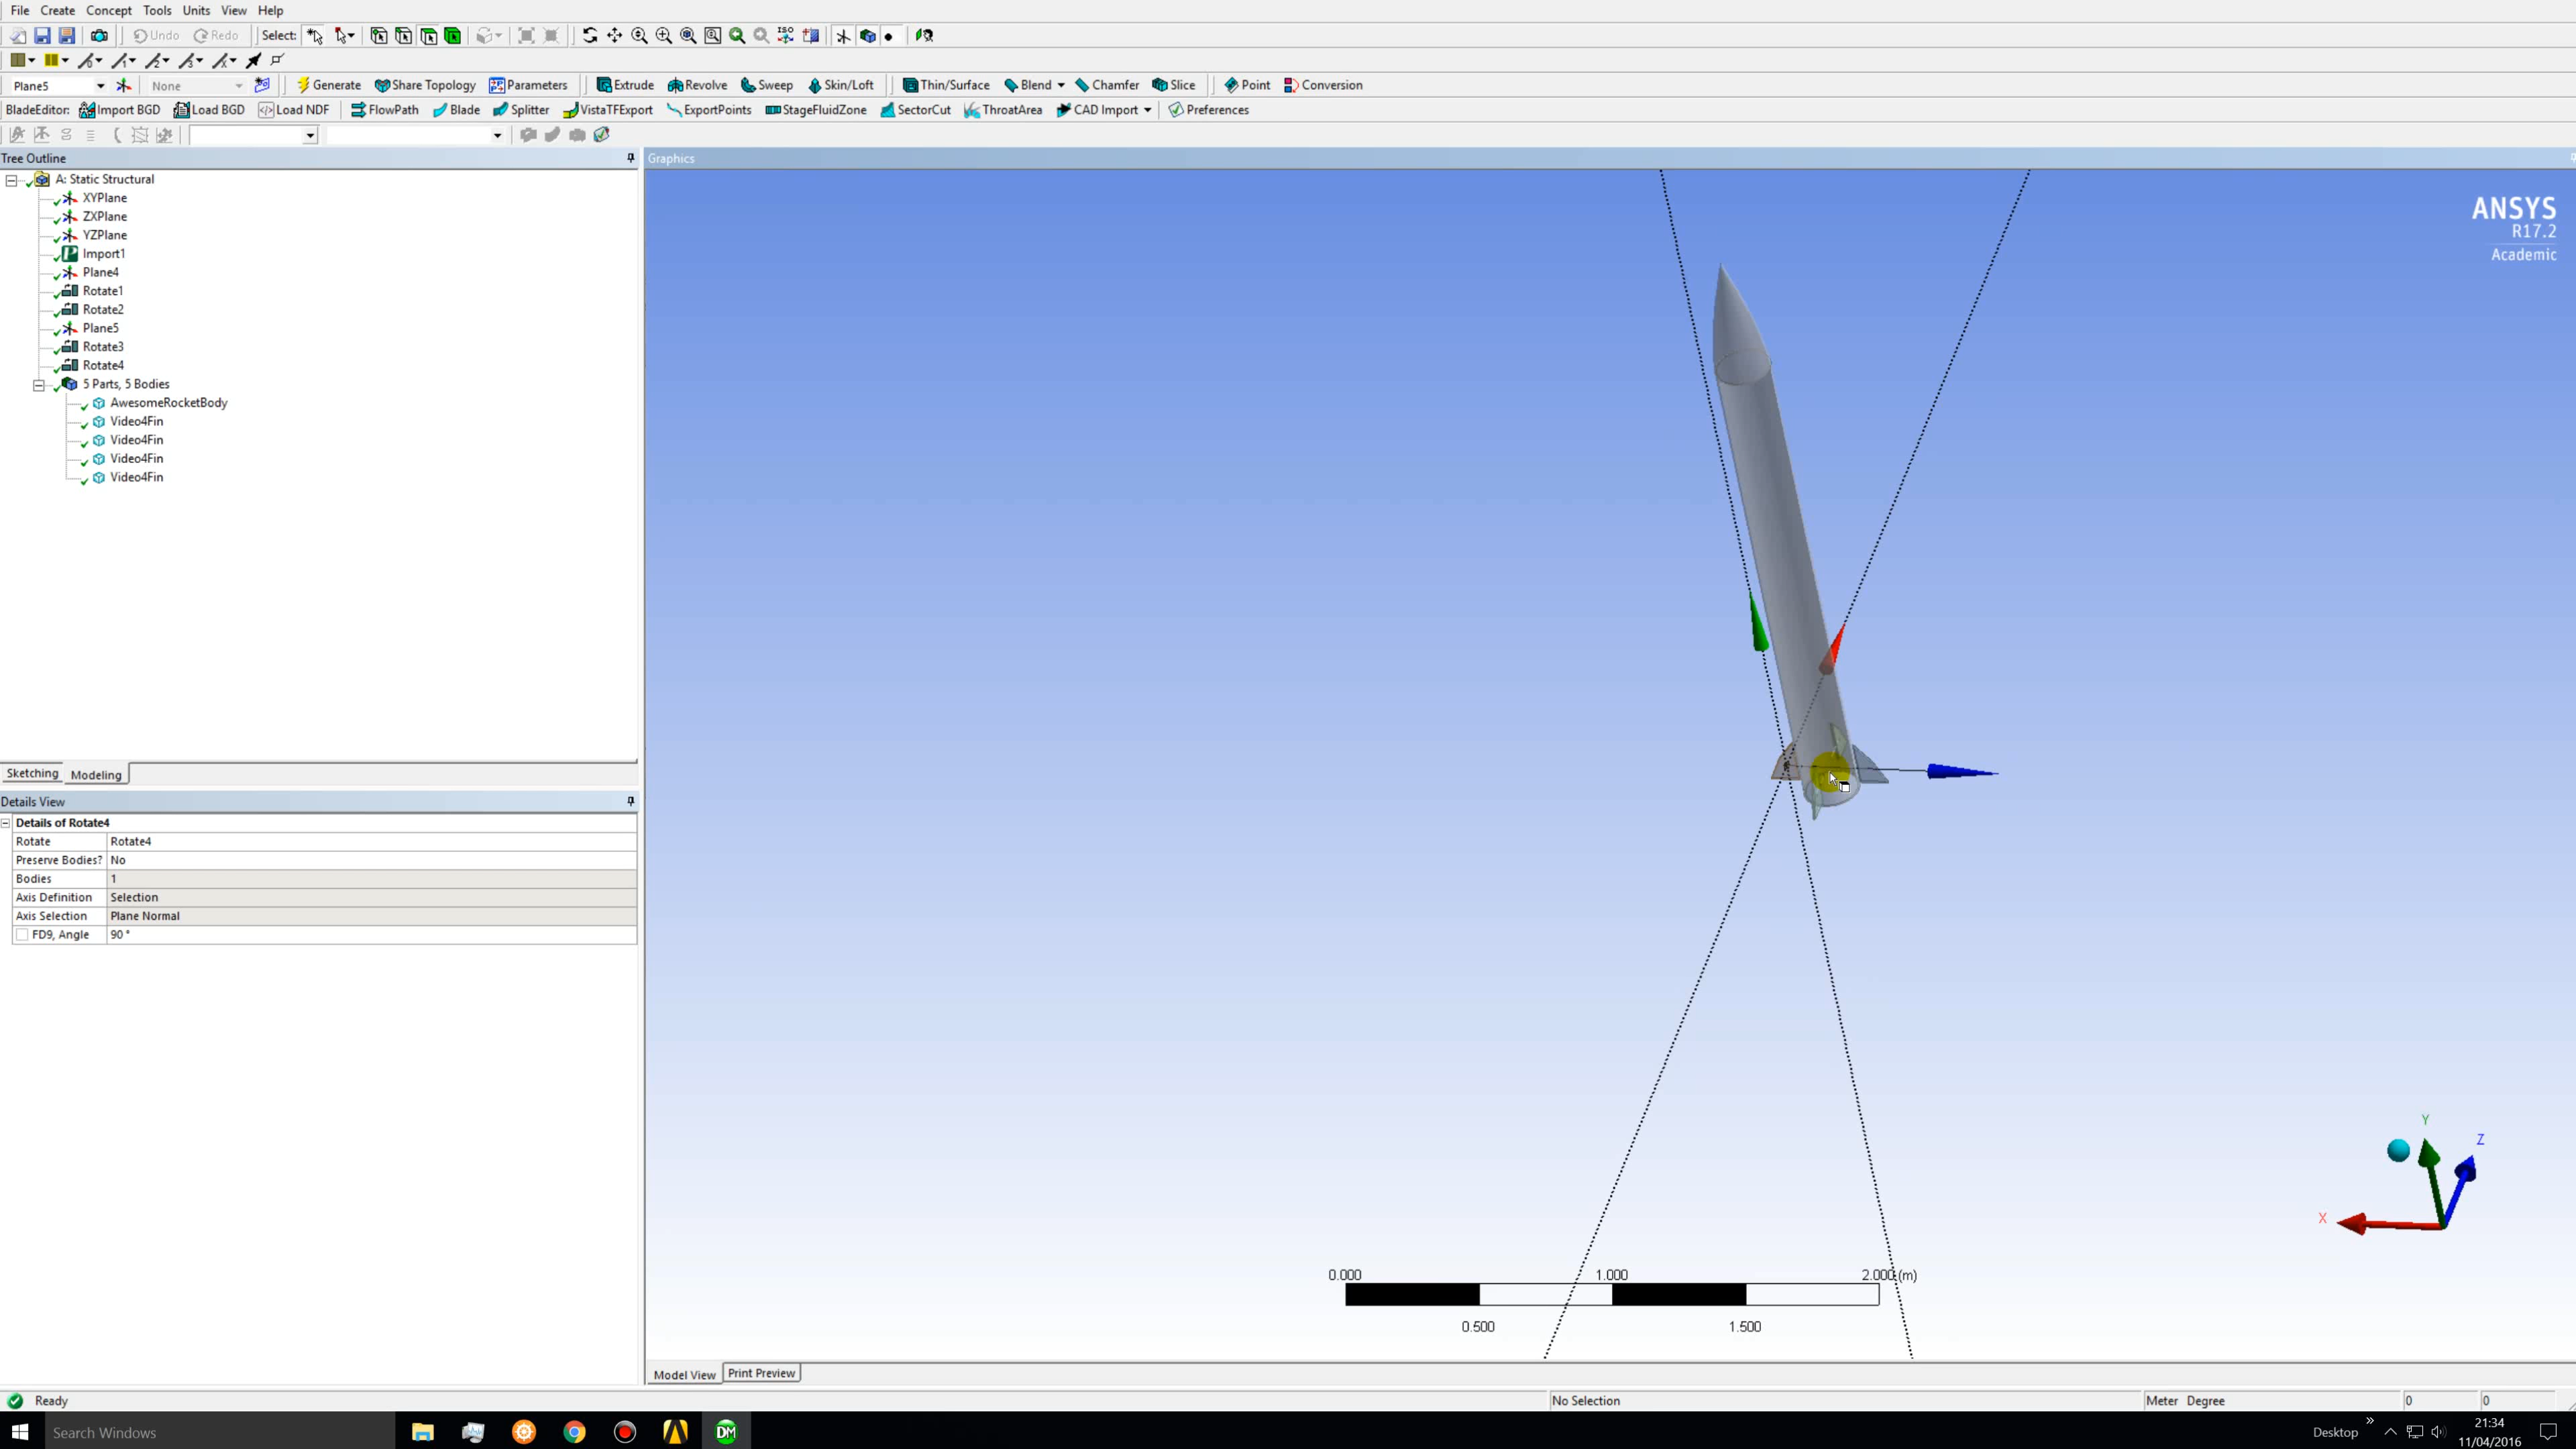 File Create Concept Tools Units View Help
Undo Redo Select: ISO
Plane5 None Generate Share Topology Parameters Extrude Revolve Sweep Skin/Loft Thin/Surface Blend Chamfer Slice Point Conversion
BladeEditor: Import BGD Load BGD Load NDF FlowPath Blade Splitter VistaTFExport ExportPoints StageFluidZone SectorCut ThroatArea CAD Import Preferences
Tree Outline
Graphics
A: Static Structural
XYPlane
ZXPlane
YZPlane
Import1
Plane4
Rotate1
Rotate2
Plane5
Rotate3
Rotate4
5 Parts, 5 Bodies
AwesomeRocketBody
Video4Fin
Video4Fin
Video4Fin
Video4Fin
ANSYS
R17.2
Academic
Sketching Modeling
Details View
Details of Rotate4
Rotate Rotate4
Preserve Bodies? No
Bodies 1
Axis Definition Selection
Axis Selection Plane Normal
FD9, Angle 90 °
Y
Z
X
0.000 1.000 2.000 (m)
0.500 1.500
Model View Print Preview
Ready No Selection Meter Degree 0 0
Search Windows DM Desktop » 21:34
11/04/2016